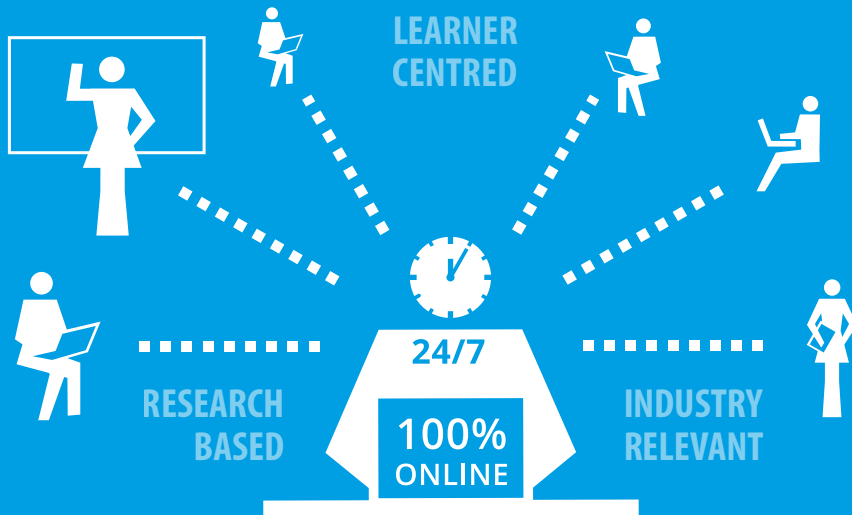 LEARNER
CENTRED
24/7
RESEARCH
BASED
100%
ONLINE
INDUSTRY
RELEVANT